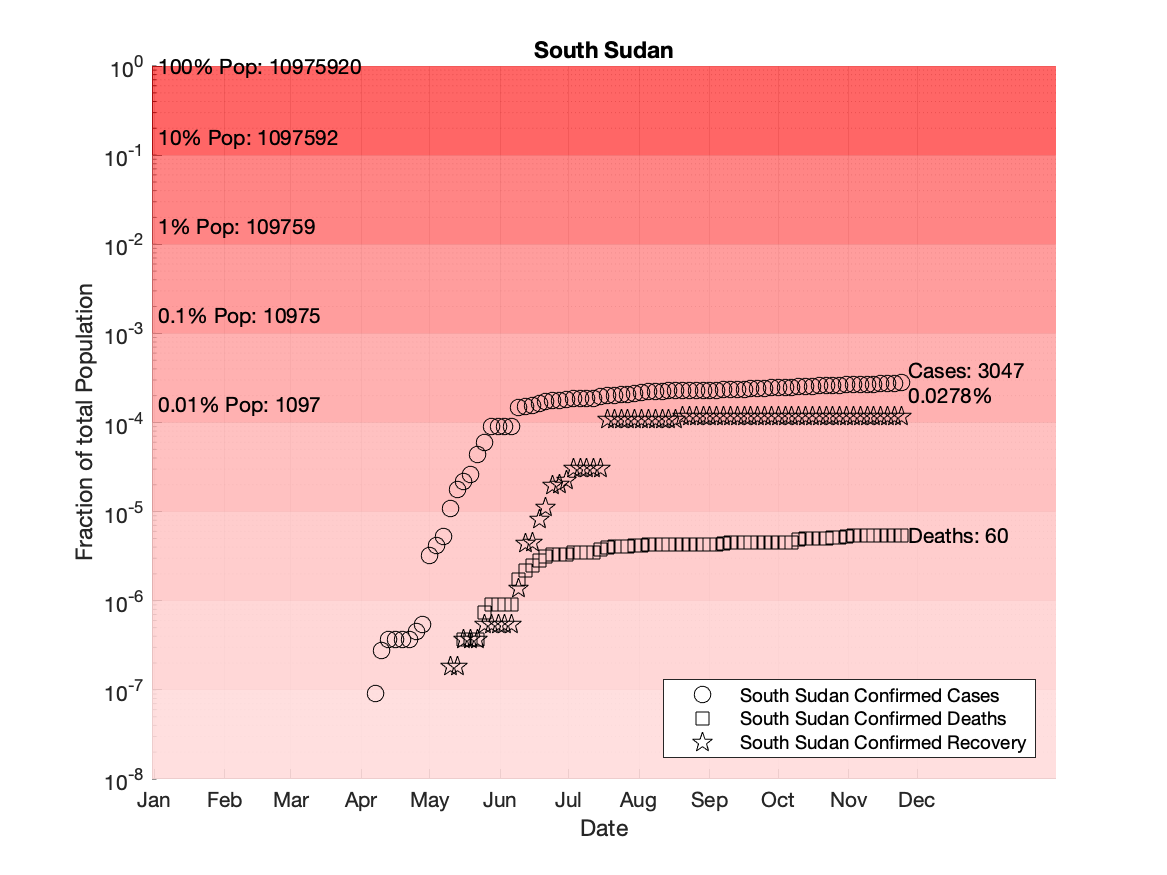 South Sudan
10^0
100% Pop: 10975920
10% Pop: 1097592
10^-1
1% Pop: 109759
10^-2
0.1% Pop: 10975
10^-3
Cases: 3047
0.0278%
0.01% Pop: 1097
10^-4
10^-5
Deaths: 60
10^-6
10^-7
10^-8
Fraction of total Population
South Sudan Confirmed Cases
South Sudan Confirmed Deaths
South Sudan Confirmed Recovery
Jan Feb Mar Apr May Jun Jul Aug Sep Oct Nov Dec
Date